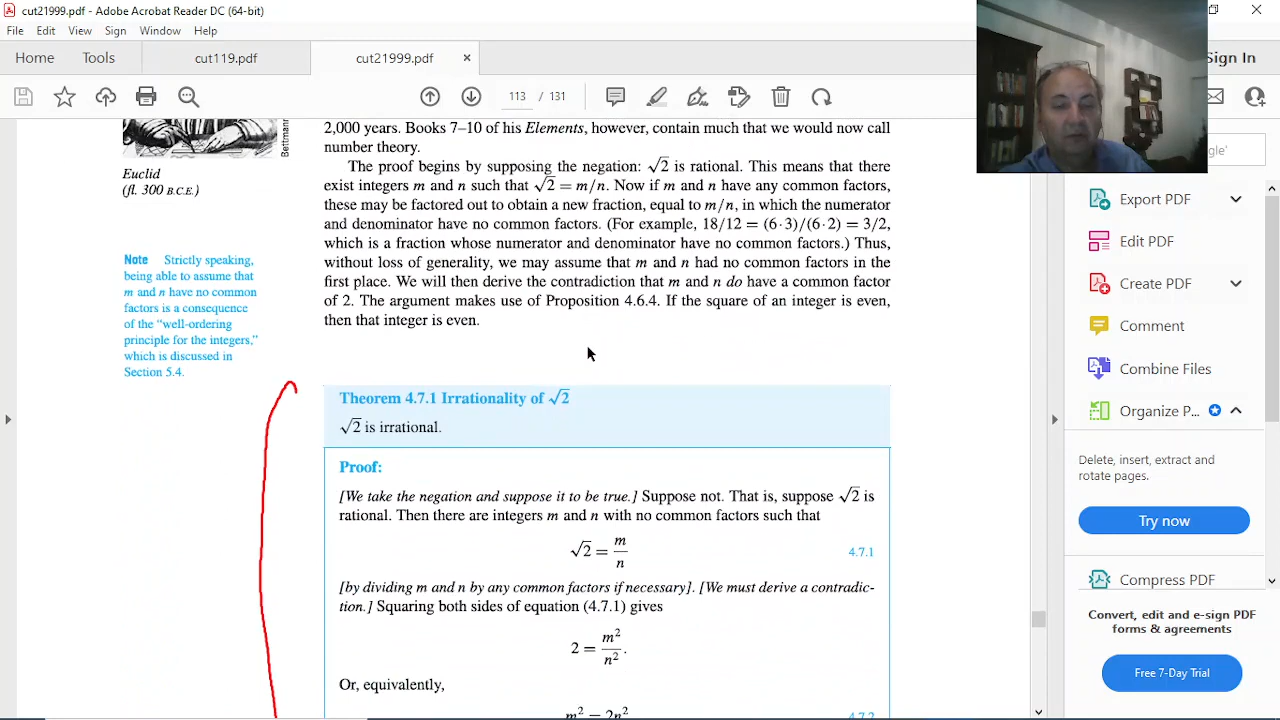 cut21999.pdf - Adobe Acrobat Reader DC (64-bit)
File Edit View Sign Window Help
Home Tools cut119.pdf cut21999.pdf × Sign In
113 / 131
2,000 years. Books 7–10 of his Elements, however, contain much that we would now call
number theory.
The proof begins by supposing the negation: √2 is rational. This means that there
exist integers m and n such that √2 = m/n. Now if m and n have any common factors,
these may be factored out to obtain a new fraction, equal to m/n, in which the numerator
and denominator have no common factors. (For example, 18/12 = (6·3)/(6·2) = 3/2,
which is a fraction whose numerator and denominator have no common factors.) Thus,
without loss of generality, we may assume that m and n had no common factors in the
first place. We will then derive the contradiction that m and n do have a common factor
of 2. The argument makes use of Proposition 4.6.4. If the square of an integer is even,
then that integer is even.
Bettmann
Euclid
(fl. 300 B.C.E.)
Note Strictly speaking,
being able to assume that
m and n have no common
factors is a consequence
of the “well-ordering
principle for the integers,”
which is discussed in
Section 5.4.
Theorem 4.7.1 Irrationality of √2
√2 is irrational.
Proof:
[We take the negation and suppose it to be true.] Suppose not. That is, suppose √2 is
rational. Then there are integers m and n with no common factors such that
√2 = m/n 4.7.1
[by dividing m and n by any common factors if necessary]. [We must derive a contradic-
tion.] Squaring both sides of equation (4.7.1) gives
2 = m²/n².
Or, equivalently,
m² = 2n² 4.7.2
Export PDF
Edit PDF
Create PDF
Comment
Combine Files
Organize P...
Delete, insert, extract and
rotate pages.
Try now
Compress PDF
Convert, edit and e-sign PDF
forms & agreements
Free 7-Day Trial